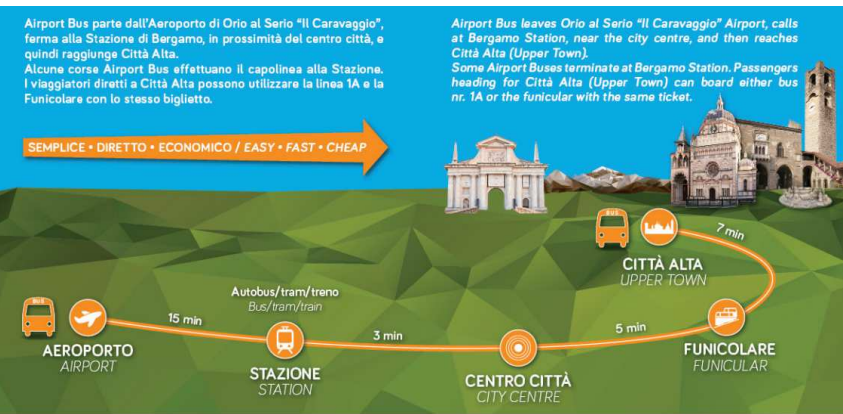 Airport Bus parte dall'Aeroporto di Orio al Serio "Il Caravaggio",
ferma alla Stazione di Bergamo, in prossimità del centro città, e
quindi raggiunge Città Alta.
Alcune corse Airport Bus effettuano il capolinea alla Stazione.
I viaggiatori diretti a Città Alta possono utilizzare la linea 1A e la
Funicolare con lo stesso biglietto.
Airport Bus leaves Orio al Serio "Il Caravaggio" Airport, calls
at Bergamo Station, near the city centre, and then reaches
Città Alta (Upper Town).
Some Airport Buses terminate at Bergamo Station. Passengers
heading for Città Alta (Upper Town) can board either bus
nr. 1A or the funicular with the same ticket.
SEMPLICE • DIRETTO • ECONOMICO / EASY • FAST • CHEAP
BUS
AEROPORTO
AIRPORT
15 min
Autobus/tram/treno
Bus/tram/train
STAZIONE
STATION
3 min
CENTRO CITTÀ
CITY CENTRE
5 min
FUNICOLARE
FUNICULAR
7 min
BUS
CITTÀ ALTA
UPPER TOWN